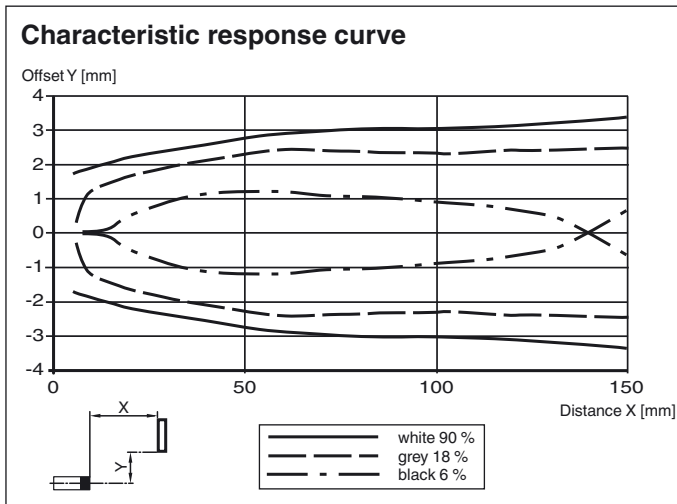 Characteristic response curve
Offset Y [mm]
4
3
2
1
0
-1
-2
-3
-4
0 50 100 150
Distance X [mm]
X
Y
white 90 %
grey 18 %
black 6 %